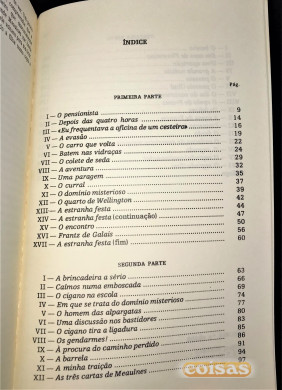 ÍNDICE
Pág.
PRIMEIRA PARTE
I — O pensionista 9
II — Depois das quatro horas 14
III — «Eu frequentava a oficina de um cesteiro» 16
IV — A evasão 19
V — O carro que volta 22
VI — Batem nas vidraças 24
VII — O colete de seda 29
VIII — A aventura 32
IX — Uma paragem 35
X — O curral 37
XI — O domínio misterioso 39
XII — O quarto de Wellington 42
XIII — A estranha festa 44
XIV — A estranha festa (continuação) 47
XV — O encontro 50
XVI — Frantz de Galais 56
XVII — A estranha festa (fim) 60
SEGUNDA PARTE
I — A brincadeira a sério 63
II — Caímos numa emboscada 66
III — O cigano na escola 70
IV — Em que se trata do domínio misterioso 74
V — O homem das alpargatas 77
VI — Uma discussão nos bastidores 80
VII — O cigano tira a ligadura 83
VIII — Os gendarmes! 85
IX — À procura do caminho perdido 87
X — A barrela 91
XI — A minha traição 94
XII — As três cartas de Meaulnes 97
coisas